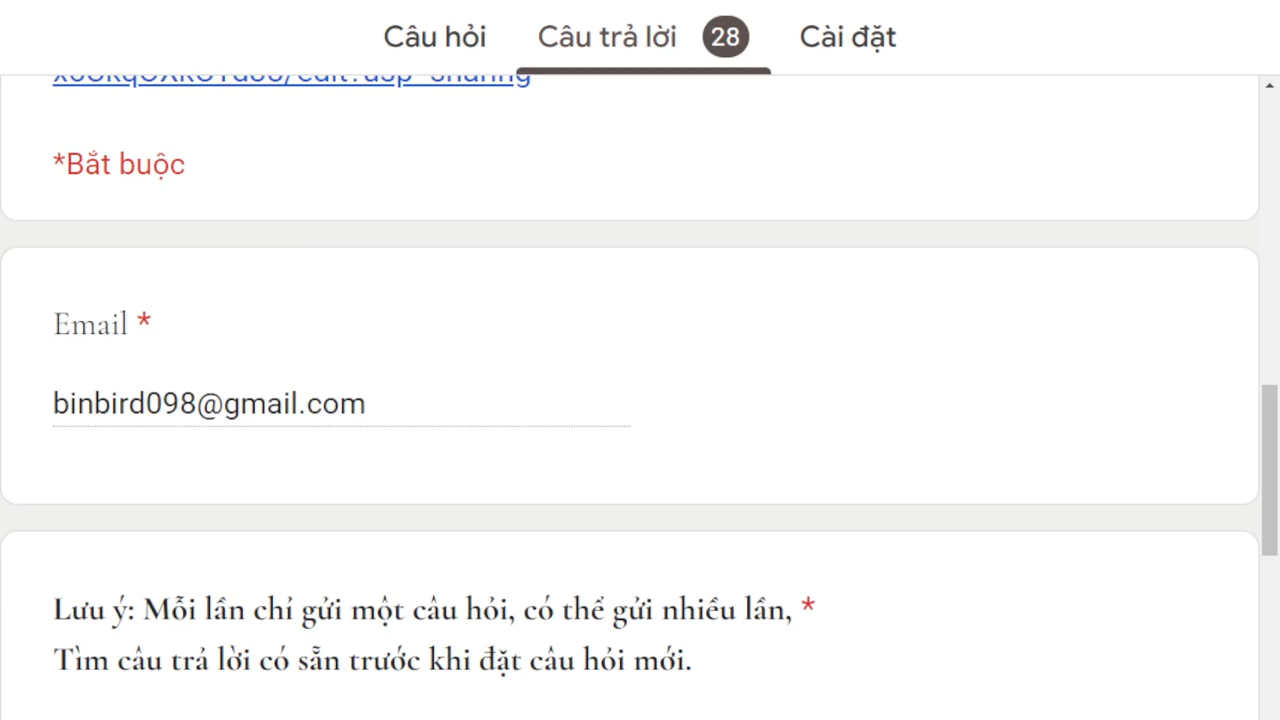 Câu hỏi Câu trả lời 28 Cài đặt
*Bắt buộc
Email *
binbird098@gmail.com
Lưu ý: Mỗi lần chỉ gửi một câu hỏi, có thể gửi nhiều lần, *
Tìm câu trả lời có sẵn trước khi đặt câu hỏi mới.